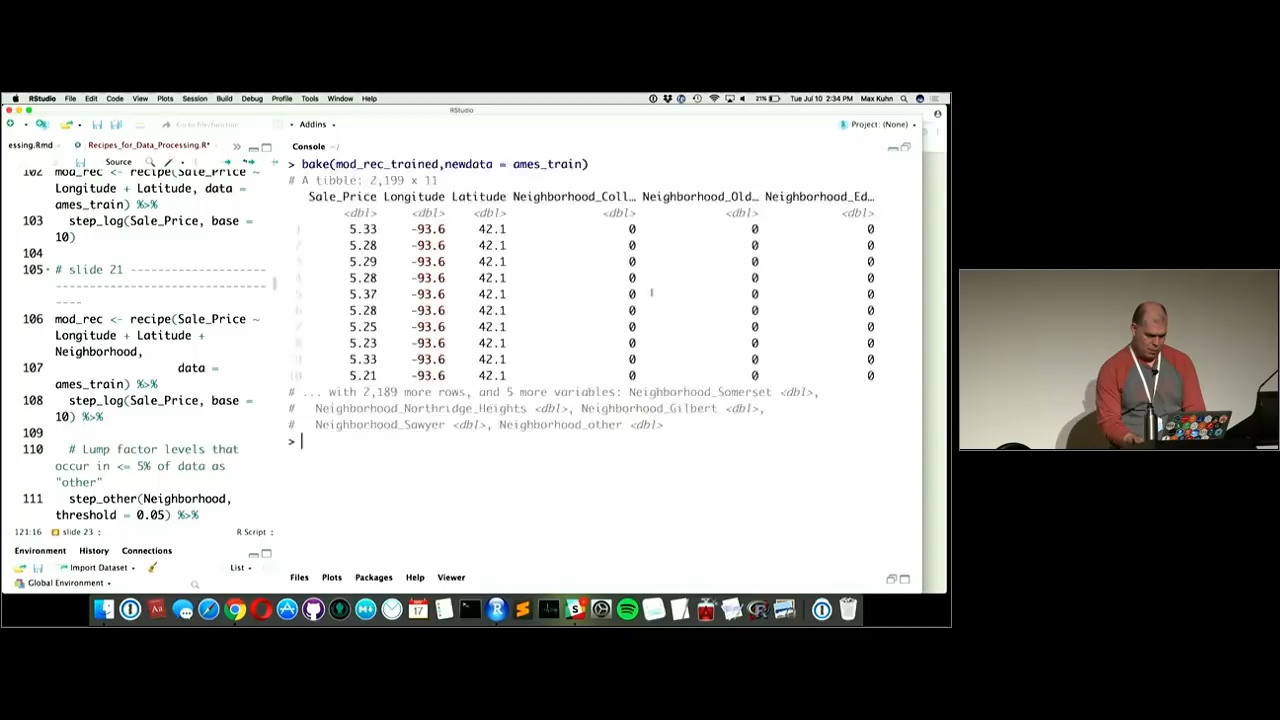 RStudio File Edit Code View Plots Session Build Debug Profile Tools Window Help 21% Tue Jul 10 2:34 PM Max Kuhn
RStudio
Go to file/function Addins Project: (None)
essing.Rmd Recipes_for_Data_Processing.R*
Source
102 mod_rec <- recipe(Sale_Price ~
Longitude + Latitude, data =
ames_train) %>%
103 step_log(Sale_Price, base =
10)
104
105 # slide 21 --------------------
--------------------------------
----
106 mod_rec <- recipe(Sale_Price ~
Longitude + Latitude +
Neighborhood,
107 data =
ames_train) %>%
108 step_log(Sale_Price, base =
10) %>%
109
110 # Lump factor levels that
occur in <= 5% of data as
"other"
111 step_other(Neighborhood,
threshold = 0.05) %>%
121:16 slide 23 R Script
Environment History Connections
Import Dataset List
Global Environment
Console ~/
> bake(mod_rec_trained,newdata = ames_train)
# A tibble: 2,199 x 11
Sale_Price Longitude Latitude Neighborhood_Coll… Neighborhood_Old… Neighborhood_Ed…
<dbl> <dbl> <dbl> <dbl> <dbl> <dbl>
5.33 -93.6 42.1 0 0 0
5.28 -93.6 42.1 0 0 0
5.29 -93.6 42.1 0 0 0
5.28 -93.6 42.1 0 0 0
5.37 -93.6 42.1 0 0 0
5.28 -93.6 42.1 0 0 0
5.25 -93.6 42.1 0 0 0
5.23 -93.6 42.1 0 0 0
5.33 -93.6 42.1 0 0 0
5.21 -93.6 42.1 0 0 0
# ... with 2,189 more rows, and 5 more variables: Neighborhood_Somerset <dbl>,
# Neighborhood_Northridge_Heights <dbl>, Neighborhood_Gilbert <dbl>,
# Neighborhood_Sawyer <dbl>, Neighborhood_other <dbl>
>
Files Plots Packages Help Viewer
17